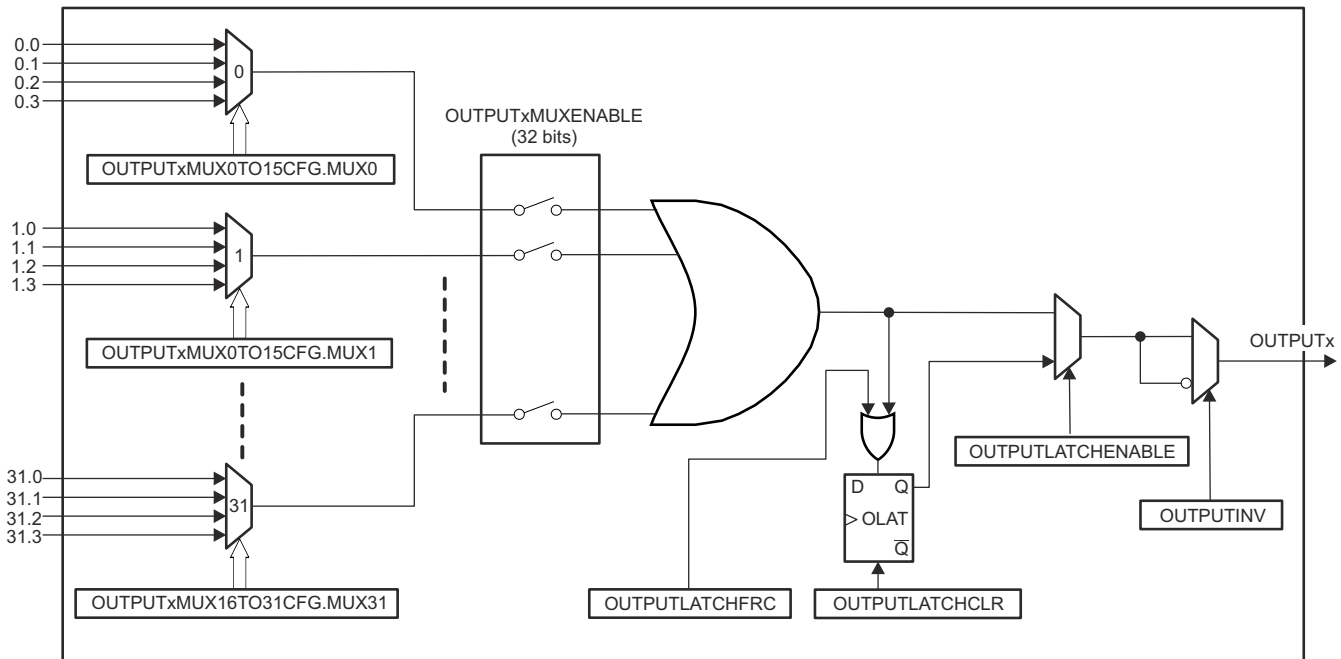 0.0
0.1
0.2
0.3
0
OUTPUTxMUX0TO15CFG.MUX0
1.0
1.1
1.2
1.3
1
OUTPUTxMUX0TO15CFG.MUX1
31.0
31.1
31.2
31.3
31
OUTPUTxMUX16TO31CFG.MUX31
OUTPUTxMUXENABLE
(32 bits)
D Q
OLAT
Q̅
OUTPUTLATCHFRC
OUTPUTLATCHCLR
OUTPUTLATCHENABLE
OUTPUTINV
OUTPUTx